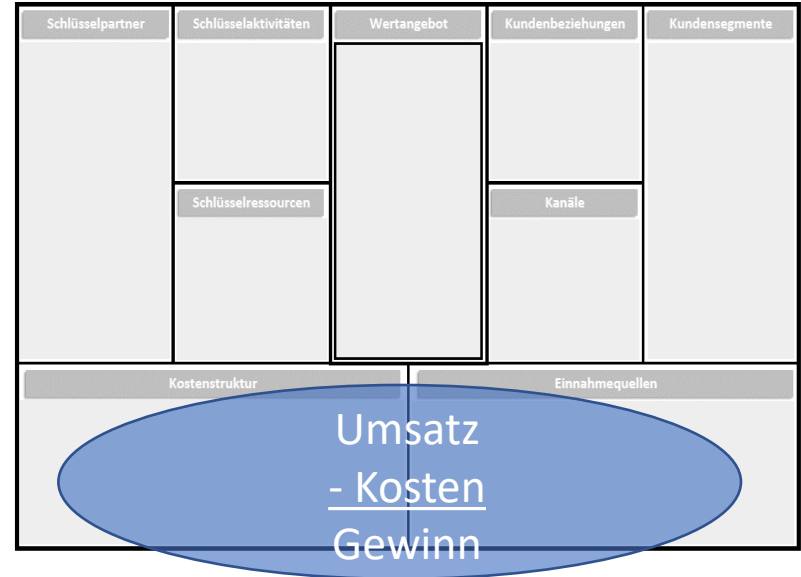 Schlüsselpartner
Schlüsselaktivitäten
Wertangebot
Kundenbeziehungen
Kundensegmente
Schlüsselressourcen
Kanäle
Kostenstruktur
Einnahmequellen
Umsatz
- Kosten
Gewinn